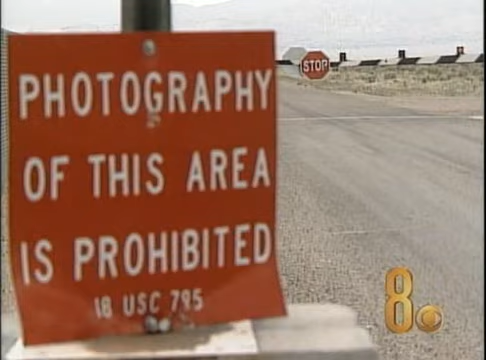 PHOTOGRAPHY
OF THIS AREA
IS PROHIBITED
18 USC 795
STOP
8